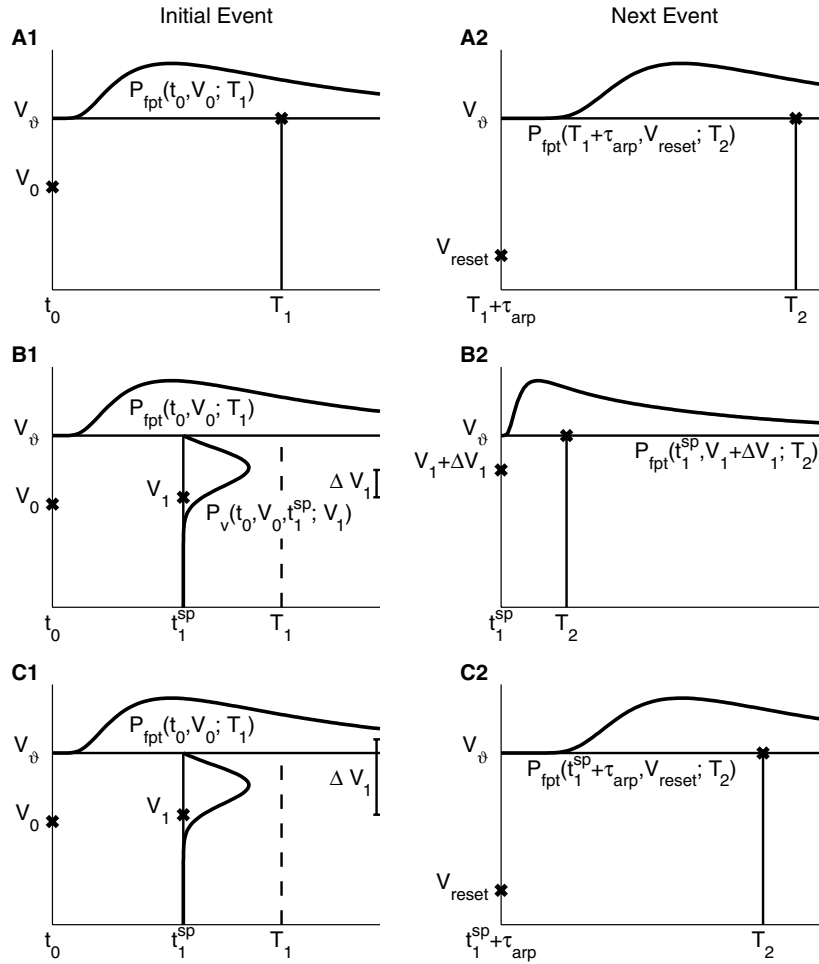 Initial Event
Next Event
A1
P_fpt(t_0,V_0; T_1)
V_ϑ
V_0
t_0
T_1
A2
V_ϑ
P_fpt(T_1+τ_arp,V_reset; T_2)
V_reset
T_1+τ_arp
T_2
B1
P_fpt(t_0,V_0; T_1)
V_ϑ
V_1
Δ V_1
V_0
P_v(t_0,V_0,t_1^sp; V_1)
t_0
t_1^sp
T_1
B2
V_ϑ
P_fpt(t_1^sp,V_1+ΔV_1; T_2)
V_1+ΔV_1
t_1^sp
T_2
C1
P_fpt(t_0,V_0; T_1)
V_ϑ
Δ V_1
V_1
V_0
t_0
t_1^sp
T_1
C2
V_ϑ
P_fpt(t_1^sp+τ_arp,V_reset; T_2)
V_reset
t_1^sp+τ_arp
T_2